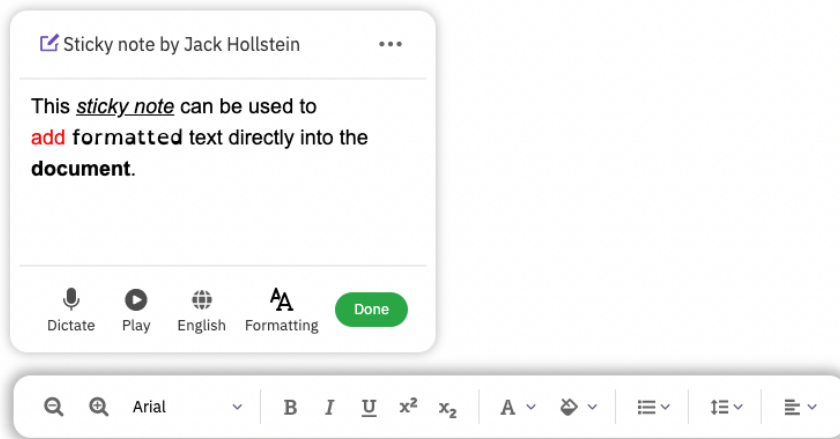 Sticky note by Jack Hollstein
This sticky note can be used to
add formatted text directly into the
document.
Dictate Play English Formatting Done
Arial B I U x² x₂ A